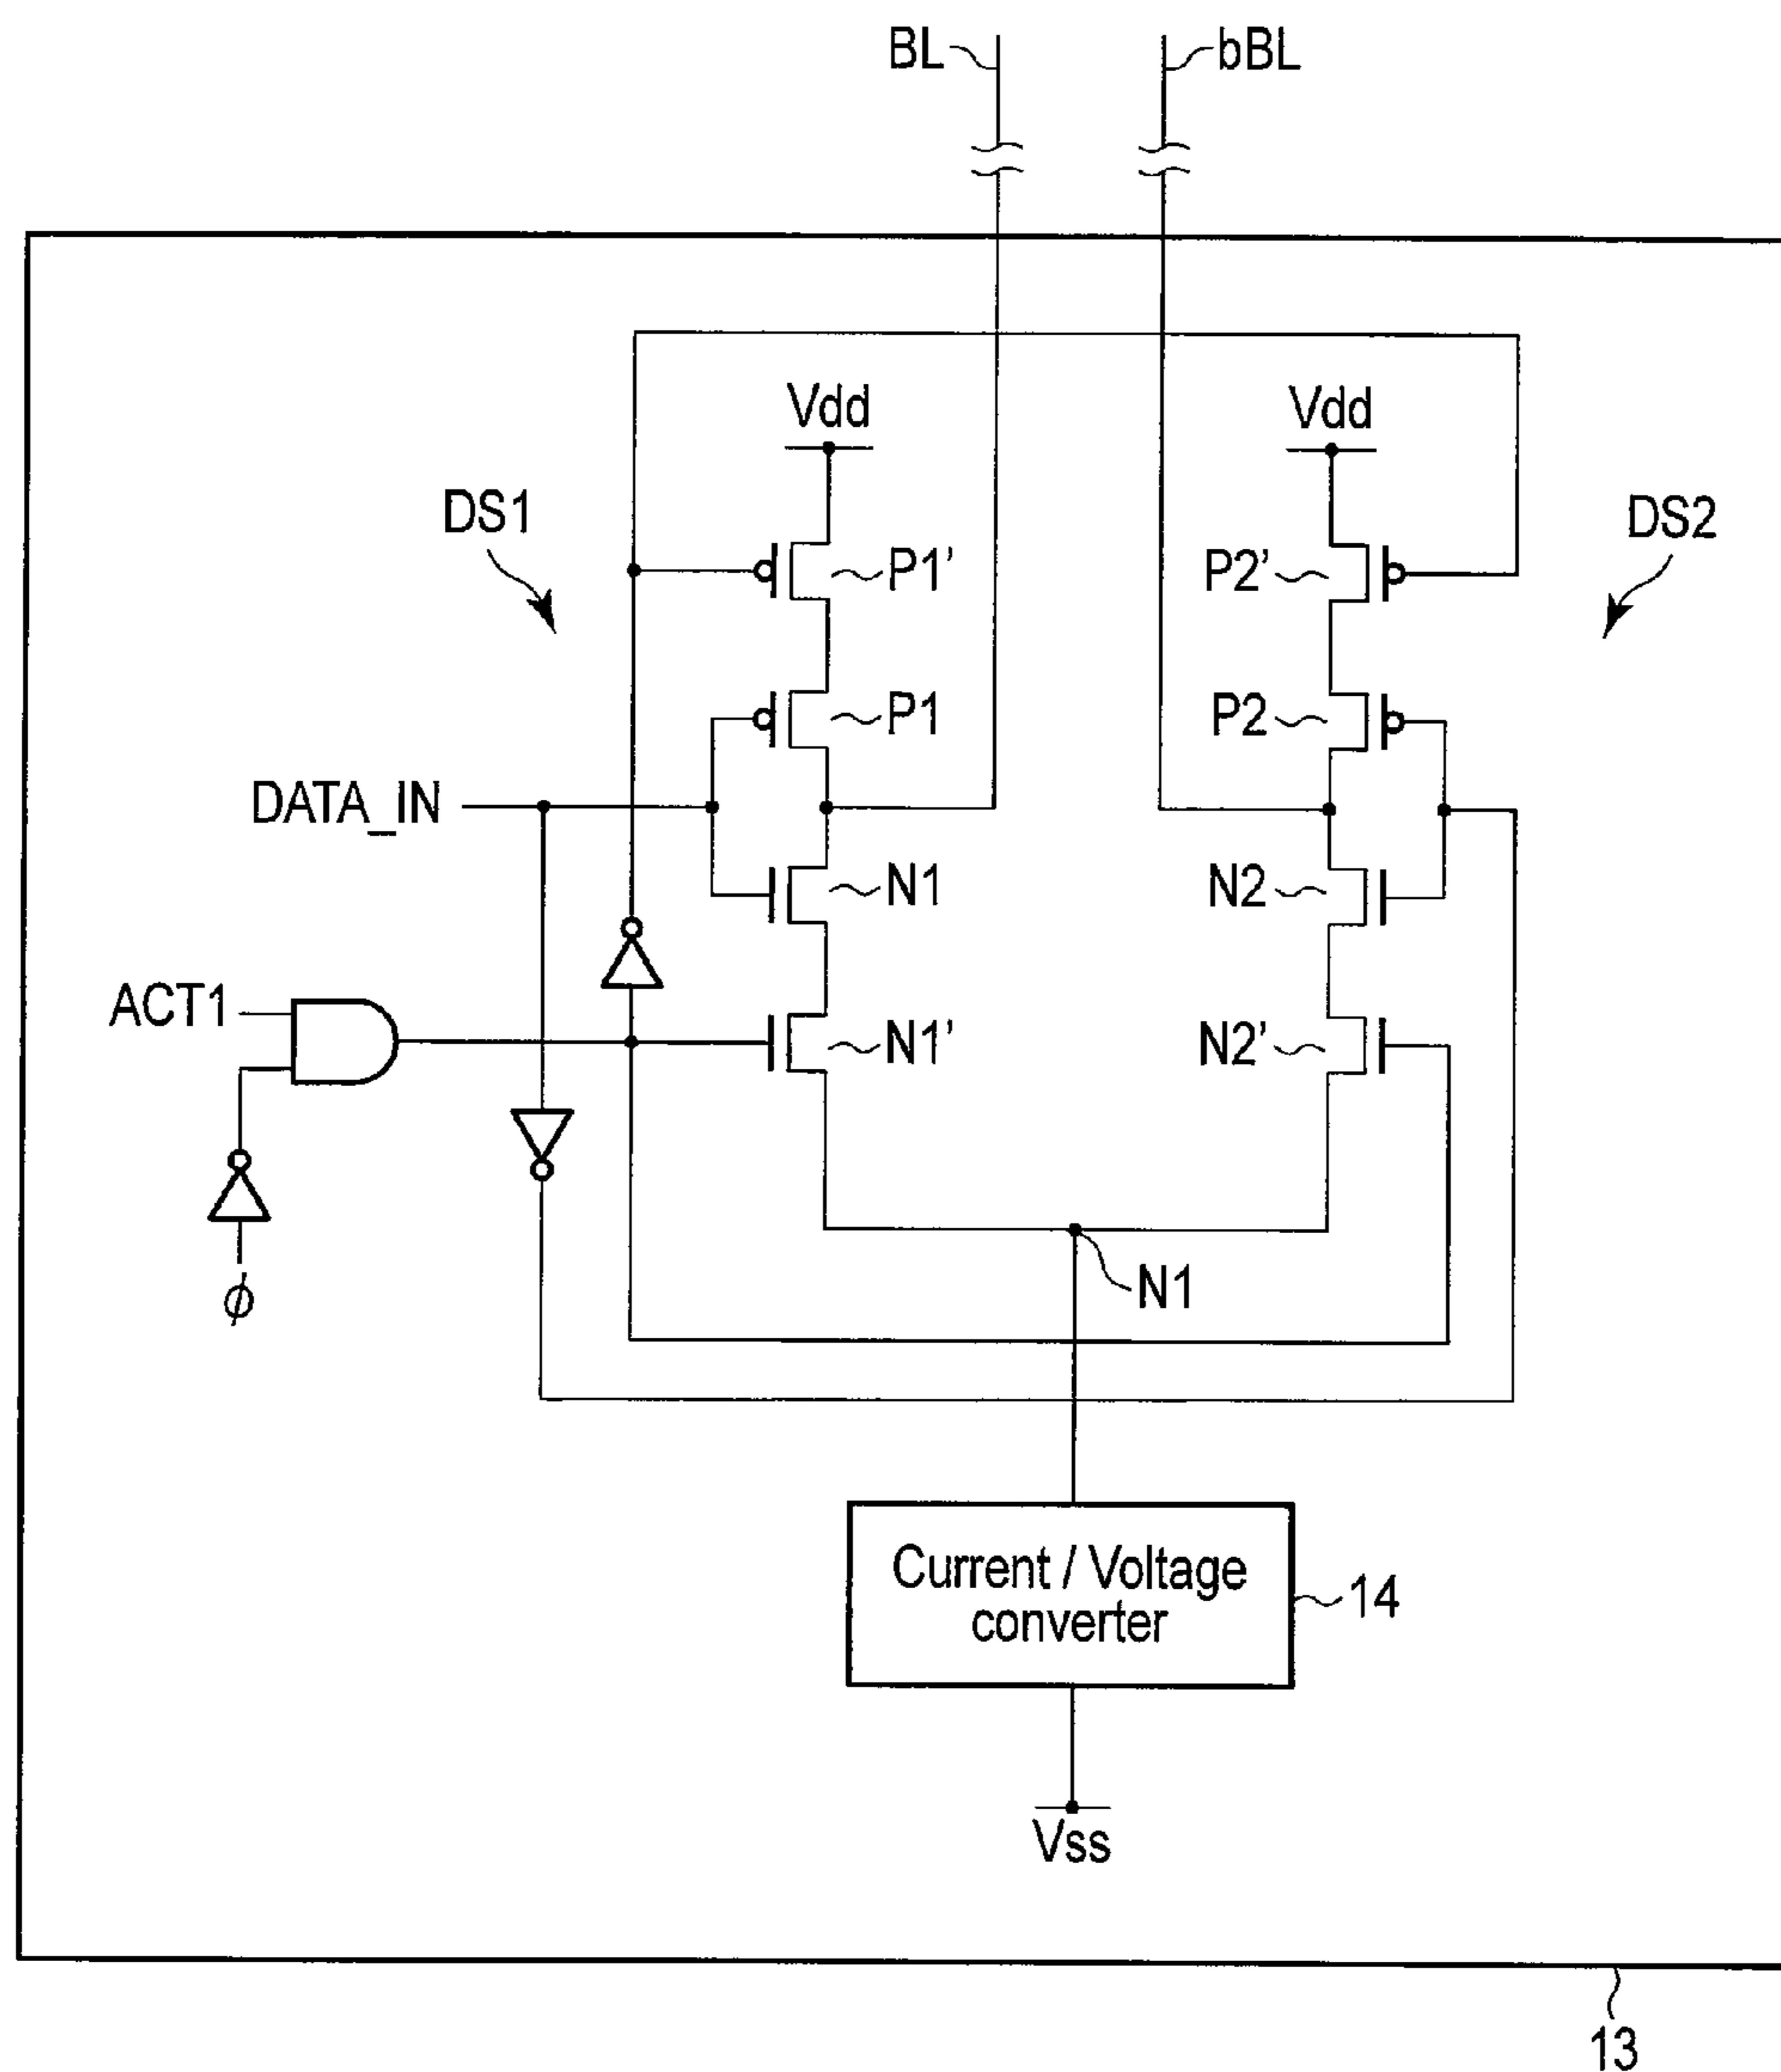 BL
bBL
Vdd
Vdd
DS1
DS2
P1’
P2’
P1
P2
DATA_IN
N1
N2
ACT1
N1’
N2’
ϕ
N1
Current / Voltage
converter
14
Vss
13